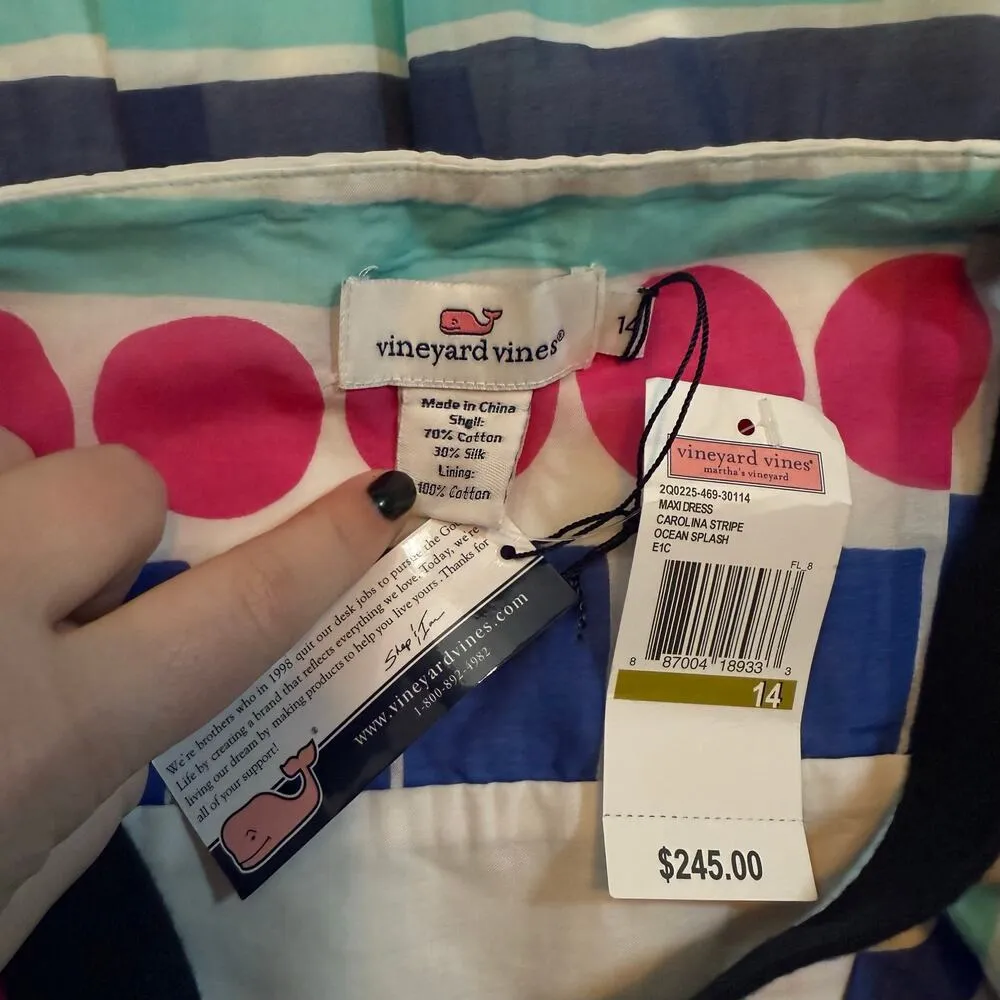 vineyard vines®
14
Made in China
Shell:
70% Cotton
30% Silk
Lining:
100% Cotton
We're brothers who in 1998 quit our desk jobs to pursue the
Life by creating a brand that reflects everything we love. Today, we're
living our dream by making products to help you live yours. Thanks for
all of your support!
Shep & Ian
www.vineyardvines.com
1-800-892-4982
®
vineyard vines®
martha's vineyard
2Q0225-469-30114
MAXI DRESS
CAROLINA STRIPE
OCEAN SPLASH
E1C
FL_8
8 87004 18933 3
14
$245.00